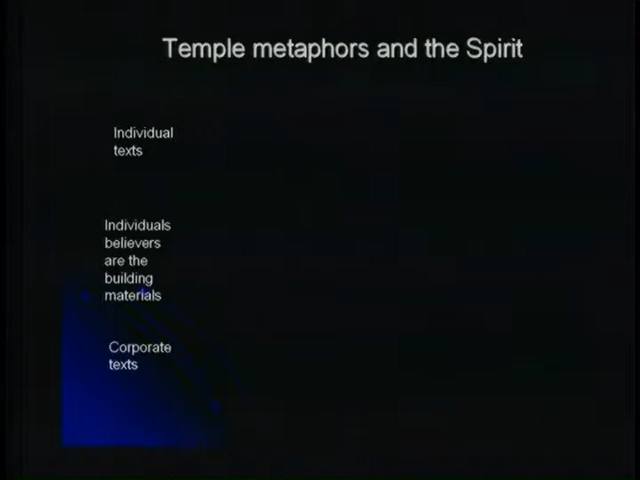 Temple metaphors and the Spirit
Individual
texts
Individuals
believers
are the
building
materials
Corporate
texts